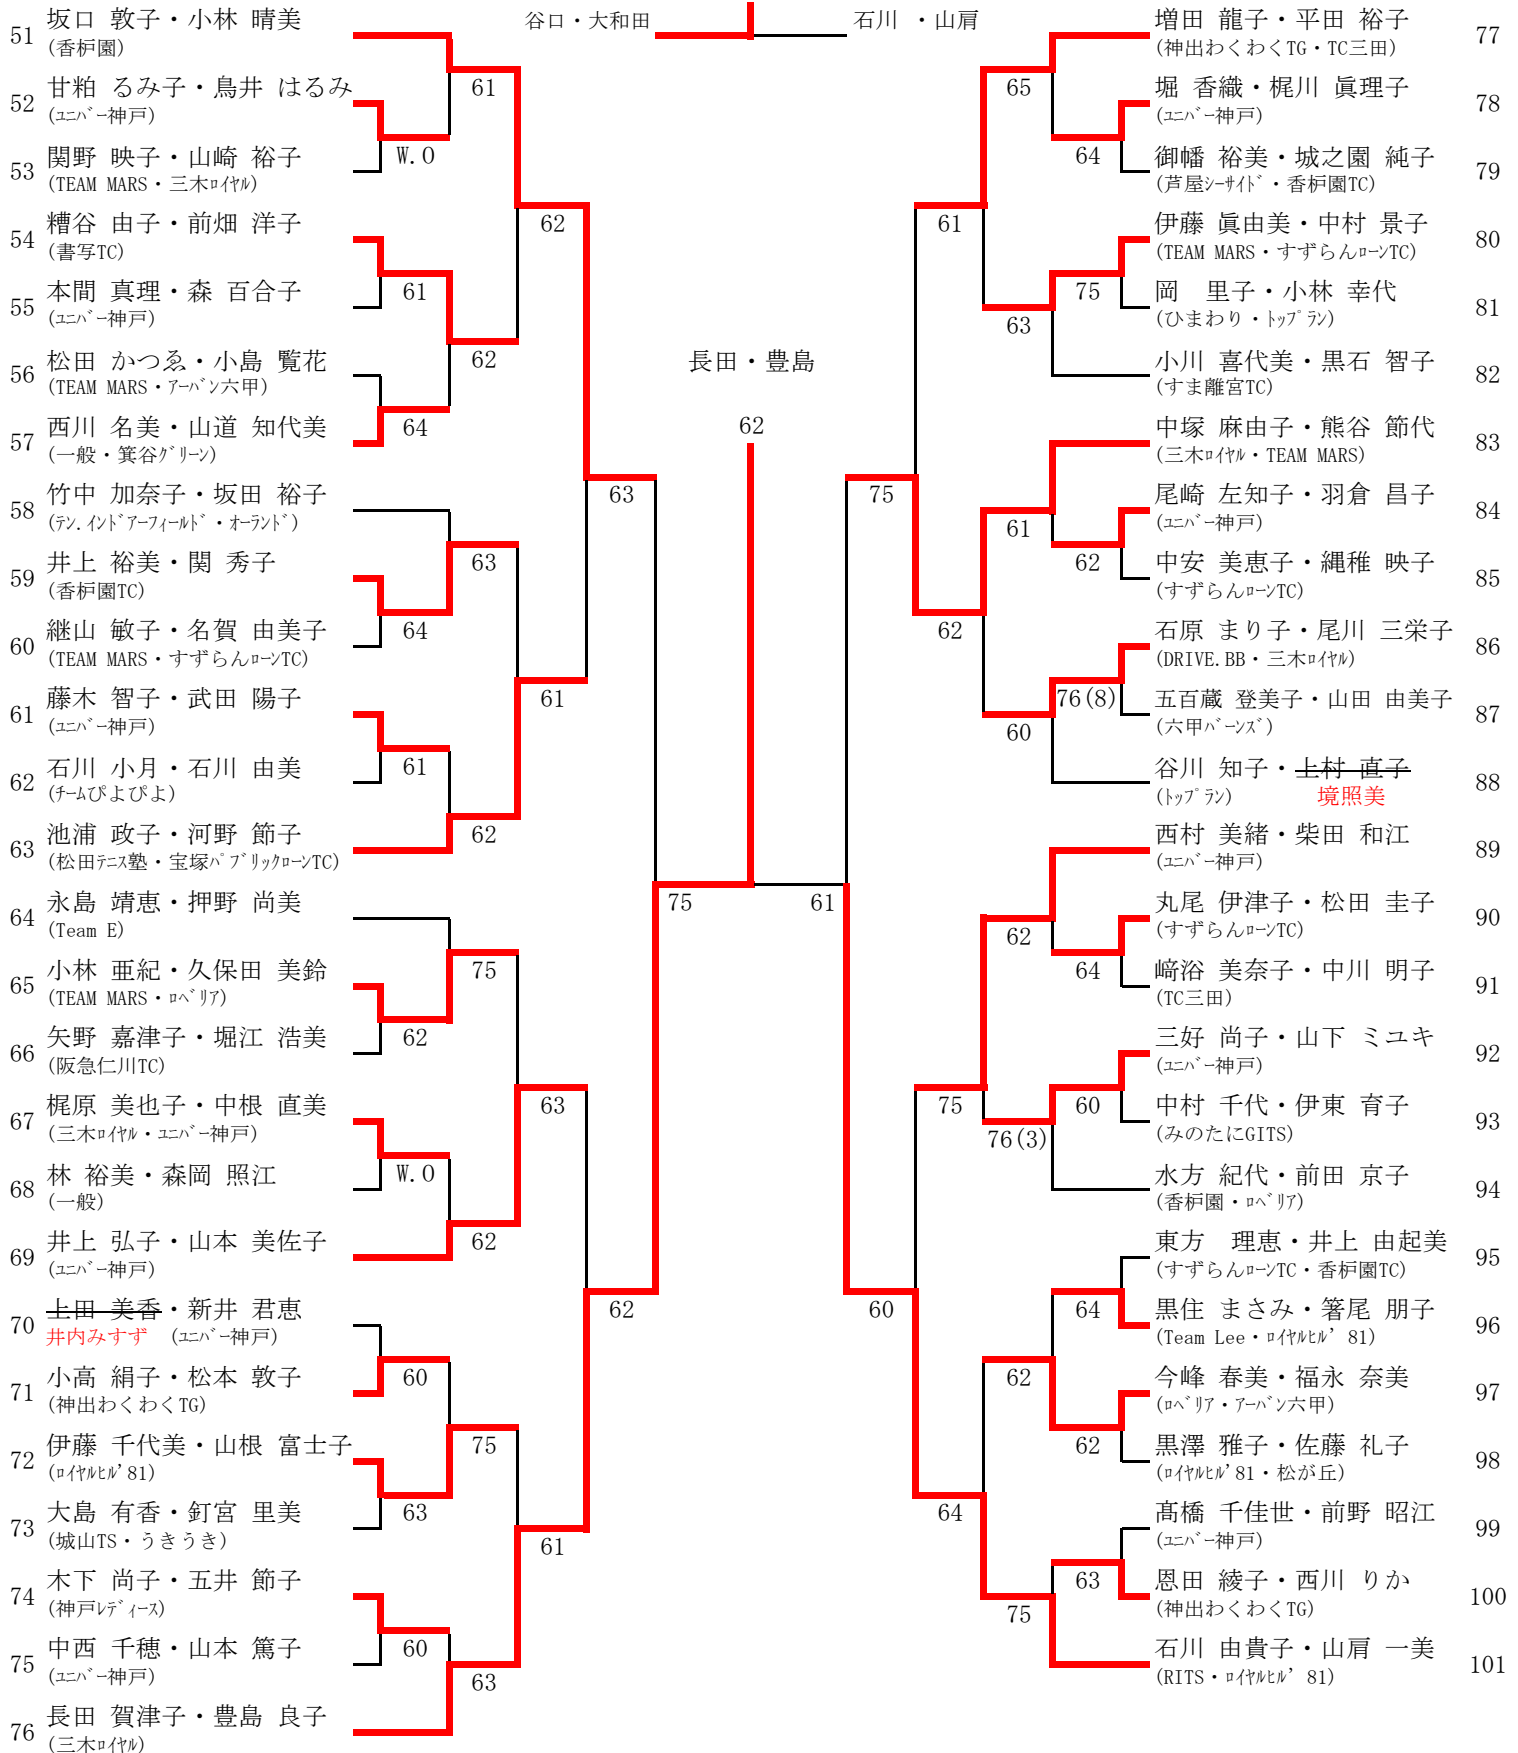 谷口・大和田
石川 ・山肩
長田・豊島
62
51 坂口 敦子・小林 晴美
(香枦園)
61
52 甘粕 るみ子・鳥井 はるみ
(ユニバー神戸)
W.O
53 関野 映子・山崎 裕子
(TEAM MARS・三木ロイヤル)
62
54 糟谷 由子・前畑 洋子
(書写TC)
61
55 本間 真理・森 百合子
(ユニバー神戸)
62
56 松田 かつゑ・小島 覧花
(TEAM MARS・アーバン六甲)
64
57 西川 名美・山道 知代美
(一般・箕谷グリーン)
63
58 竹中 加奈子・坂田 裕子
(テン.インドアーフィールド・オーランド)
63
59 井上 裕美・関 秀子
(香枦園TC)
64
60 継山 敏子・名賀 由美子
(TEAM MARS・すずらんローンTC)
61
61 藤木 智子・武田 陽子
(ユニバー神戸)
61
62 石川 小月・石川 由美
(チームぴよぴよ)
62
63 池浦 政子・河野 節子
(松田テニス塾・宝塚パブリックローンTC)
75
64 永島 靖恵・押野 尚美
(Team E)
75
65 小林 亜紀・久保田 美鈴
(TEAM MARS・ロベリア)
62
66 矢野 嘉津子・堀江 浩美
(阪急仁川TC)
63
67 梶原 美也子・中根 直美
(三木ロイヤル・ユニバー神戸)
W.O
68 林 裕美・森岡 照江
(一般)
62
69 井上 弘子・山本 美佐子
(ユニバー神戸)
62
70 上田 美香・新井 君恵
井内みすず (ユニバー神戸)
60
71 小高 絹子・松本 敦子
(神出わくわくTG)
75
72 伊藤 千代美・山根 富士子
(ロイヤルヒル'81)
63
73 大島 有香・釘宮 里美
(城山TS・うきうき)
61
74 木下 尚子・五井 節子
(神戸レディース)
60
75 中西 千穂・山本 篤子
(ユニバー神戸)
63
76 長田 賀津子・豊島 良子
(三木ロイヤル)
増田 龍子・平田 裕子 77
(神出わくわくTG・TC三田)
65
堀 香織・梶川 眞理子 78
(ユニバー神戸)
64
御幡 裕美・城之園 純子 79
(芦屋シーサイド・香枦園TC)
61
伊藤 眞由美・中村 景子 80
(TEAM MARS・すずらんローンTC)
75
岡 里子・小林 幸代 81
(ひまわり・トップラン)
63
小川 喜代美・黒石 智子 82
(すま離宮TC)
中塚 麻由子・熊谷 節代 83
(三木ロイヤル・TEAM MARS)
75
尾崎 左知子・羽倉 昌子 84
(ユニバー神戸)
61
62
中安 美恵子・縄稚 映子 85
(すずらんローンTC)
62
石原 まり子・尾川 三栄子 86
(DRIVE.BB・三木ロイヤル)
76(8)
五百蔵 登美子・山田 由美子 87
(六甲バーンズ)
60
谷川 知子・上村 直子 88
(トップラン) 境照美
西村 美緒・柴田 和江 89
(ユニバー神戸)
61
丸尾 伊津子・松田 圭子 90
(すずらんローンTC)
62
64
﨑浴 美奈子・中川 明子 91
(TC三田)
三好 尚子・山下 ミユキ 92
(ユニバー神戸)
75
60
中村 千代・伊東 育子 93
(みのたにGITS)
76(3)
水方 紀代・前田 京子 94
(香枦園・ロベリア)
東方 理恵・井上 由起美 95
(すずらんローンTC・香枦園TC)
60
64
黒住 まさみ・箸尾 朋子 96
(Team Lee・ロイヤルヒル' 81)
62
今峰 春美・福永 奈美 97
(ロベリア・アーバン六甲)
62
黒澤 雅子・佐藤 礼子 98
(ロイヤルヒル'81・松が丘)
64
髙橋 千佳世・前野 昭江 99
(ユニバー神戸)
63
恩田 綾子・西川 りか 100
(神出わくわくTG)
75
石川 由貴子・山肩 一美 101
(RITS・ロイヤルヒル' 81)